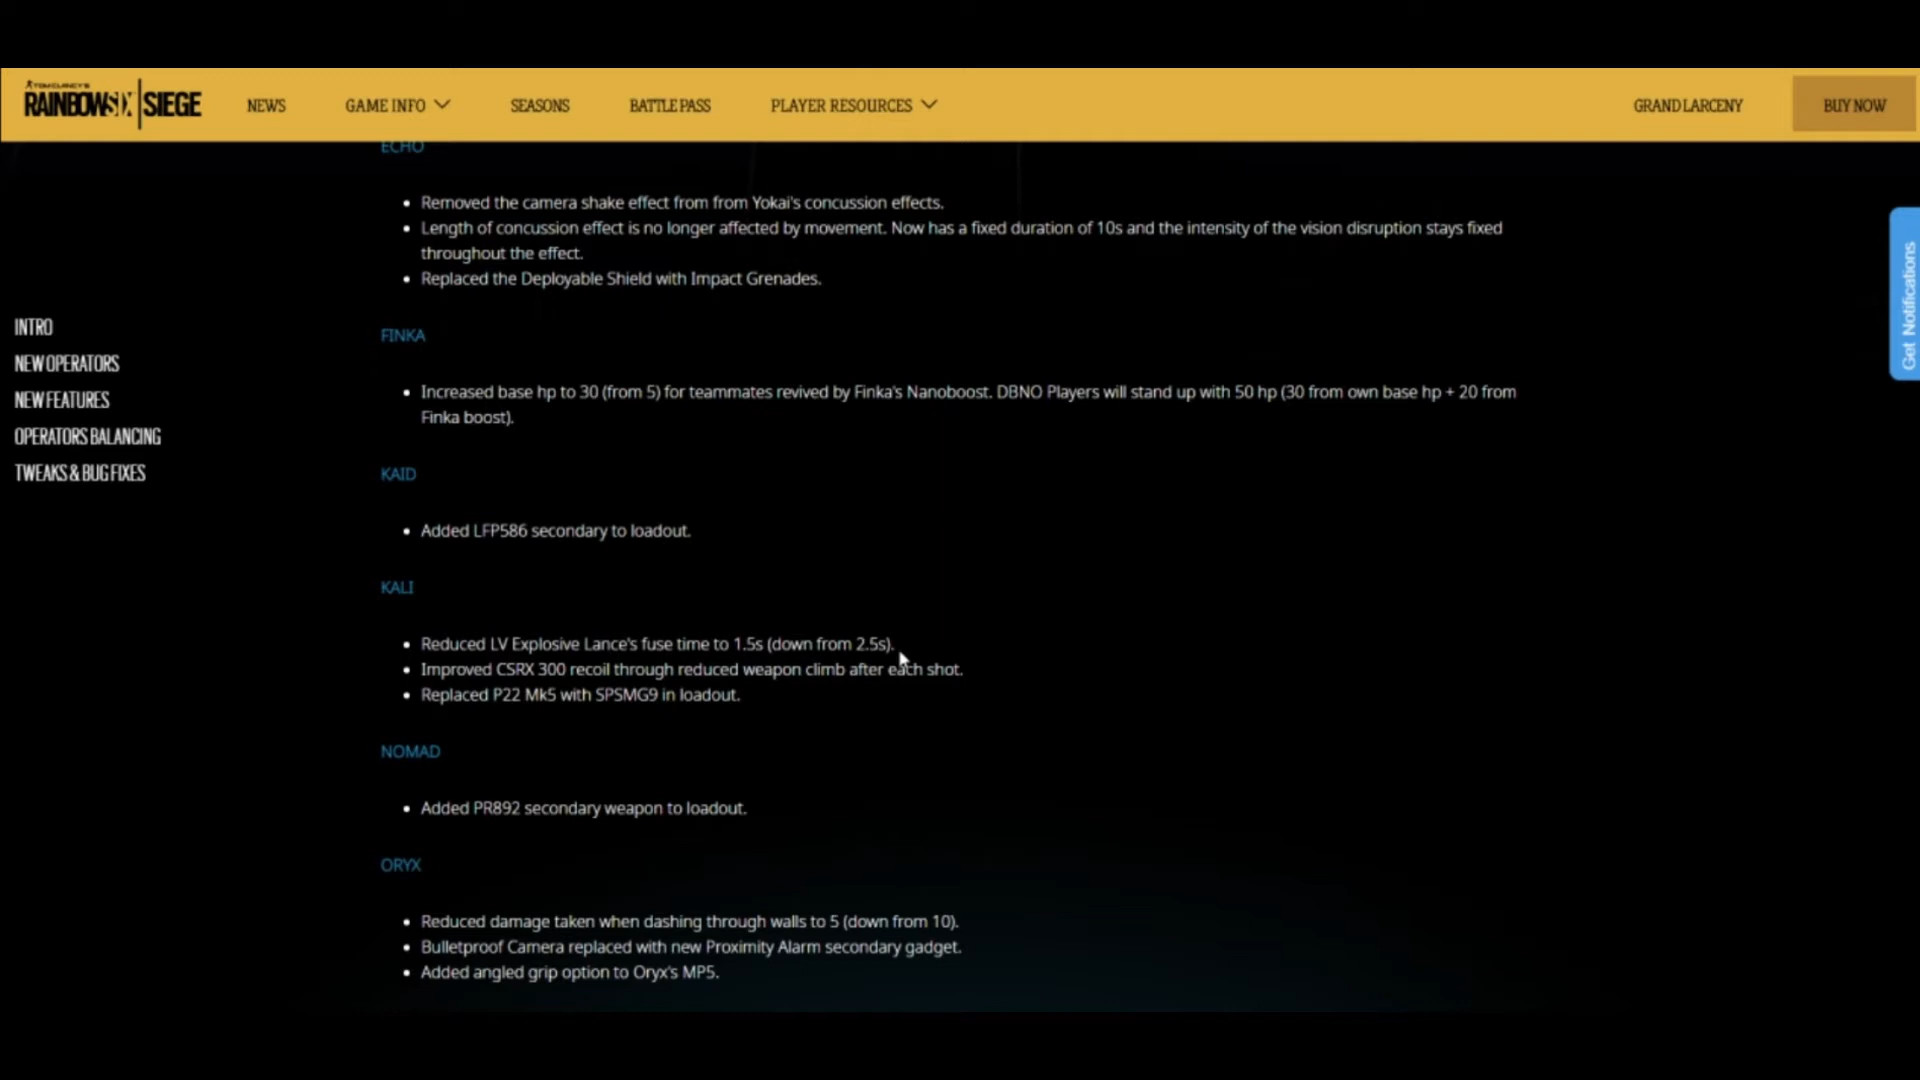 TOM CLANCY'S
RAINBOWSIX | SIEGE
NEWS
GAME INFO
SEASONS
BATTLE PASS
PLAYER RESOURCES
GRAND LARCENY
BUY NOW
ECHO
• Removed the camera shake effect from from Yokai's concussion effects.
• Length of concussion effect is no longer affected by movement. Now has a fixed duration of 10s and the intensity of the vision disruption stays fixed
throughout the effect.
• Replaced the Deployable Shield with Impact Grenades.
Get Notifications
INTRO
NEW OPERATORS
NEW FEATURES
OPERATORS BALANCING
TWEAKS & BUG FIXES
FINKA
• Increased base hp to 30 (from 5) for teammates revived by Finka's Nanoboost. DBNO Players will stand up with 50 hp (30 from own base hp + 20 from
Finka boost).
KAID
• Added LFP586 secondary to loadout.
KALI
• Reduced LV Explosive Lance's fuse time to 1.5s (down from 2.5s).
• Improved CSRX 300 recoil through reduced weapon climb after each shot.
• Replaced P22 Mk5 with SPSMG9 in loadout.
NOMAD
• Added PR892 secondary weapon to loadout.
ORYX
• Reduced damage taken when dashing through walls to 5 (down from 10).
• Bulletproof Camera replaced with new Proximity Alarm secondary gadget.
• Added angled grip option to Oryx's MP5.